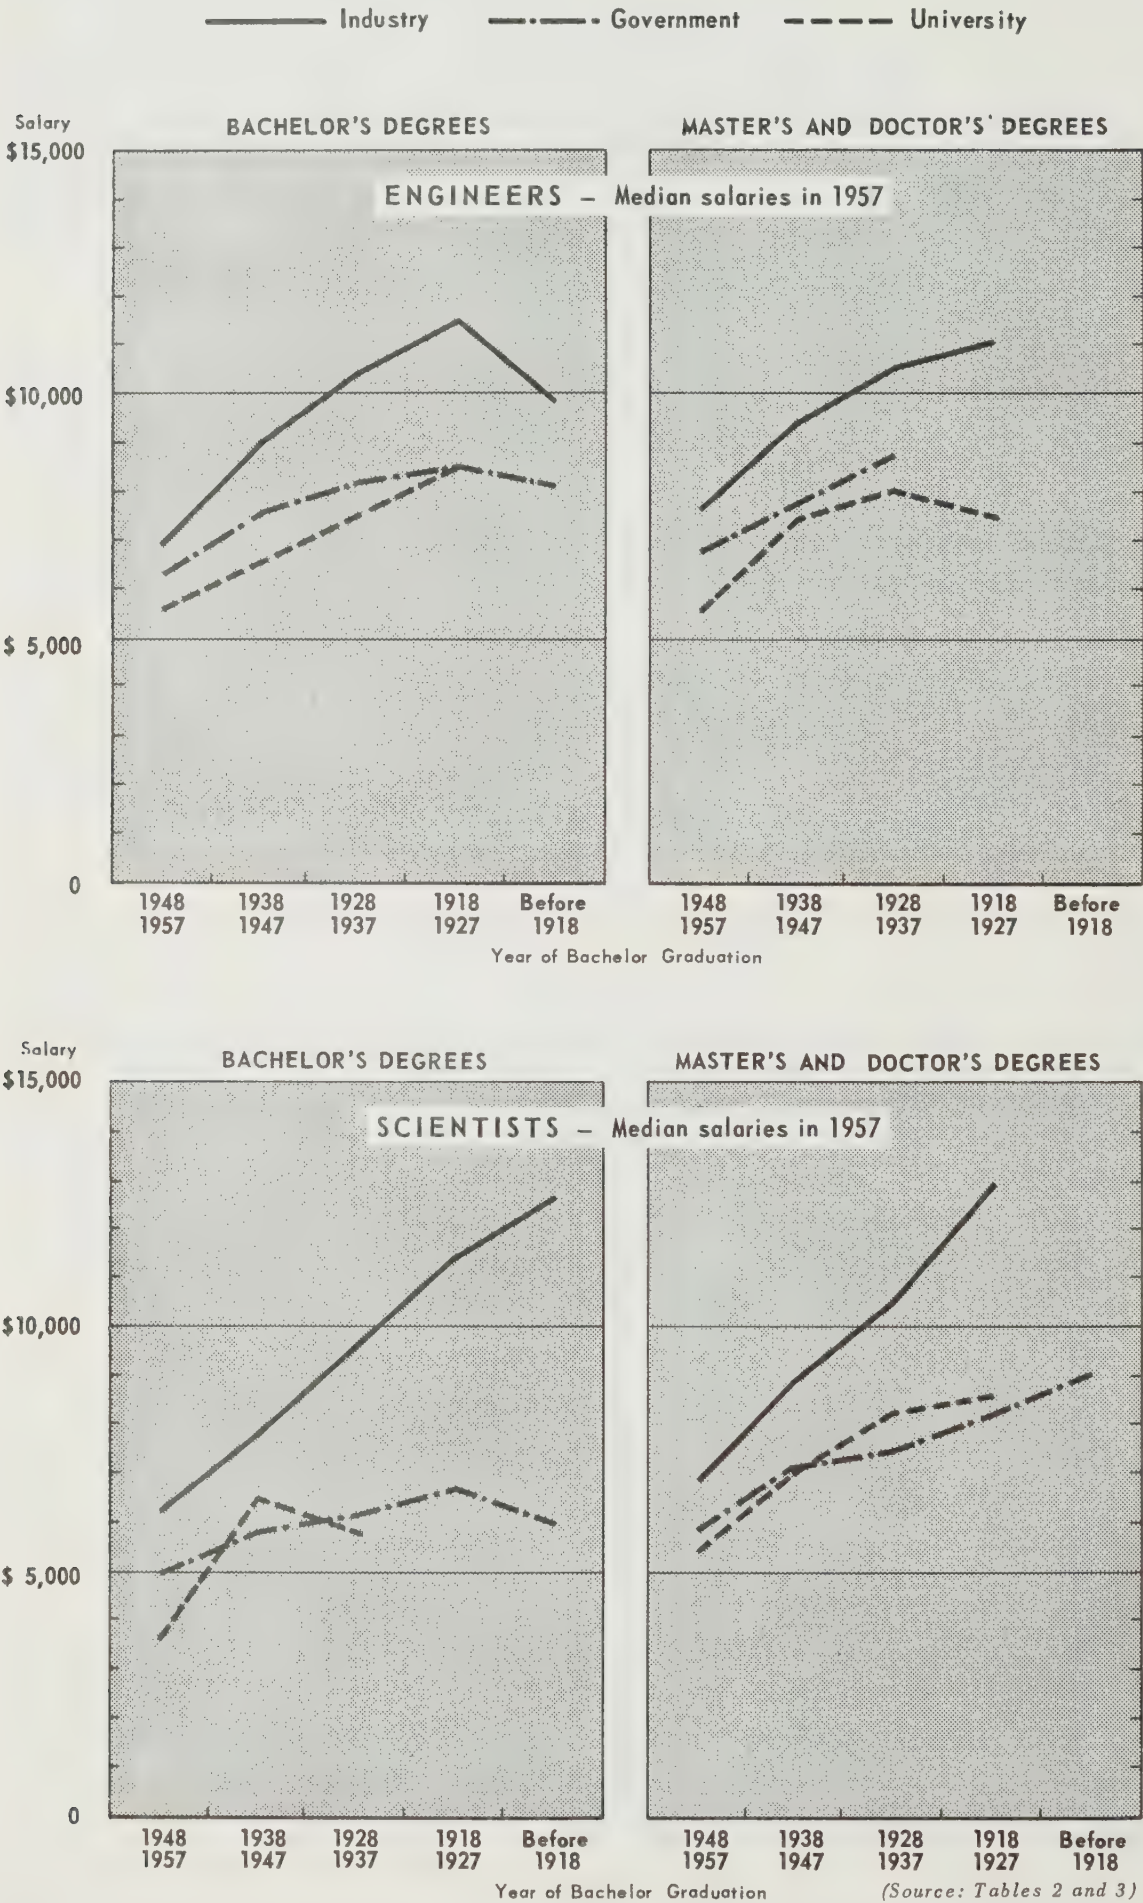 Industry Government University
Salary BACHELOR'S DEGREES MASTER'S AND DOCTOR'S DEGREES
$15,000
ENGINEERS – Median salaries in 1957
$10,000
$ 5,000
0
1948 1938 1928 1918 Before 1948 1938 1928 1918 Before
1957 1947 1937 1927 1918 1957 1947 1937 1927 1918
Year of Bachelor Graduation
Salary BACHELOR'S DEGREES MASTER'S AND DOCTOR'S DEGREES
$15,000
SCIENTISTS – Median salaries in 1957
$10,000
$ 5,000
0
1948 1938 1928 1918 Before 1948 1938 1928 1918 Before
1957 1947 1937 1927 1918 1957 1947 1937 1927 1918
Year of Bachelor Graduation (Source: Tables 2 and 3)